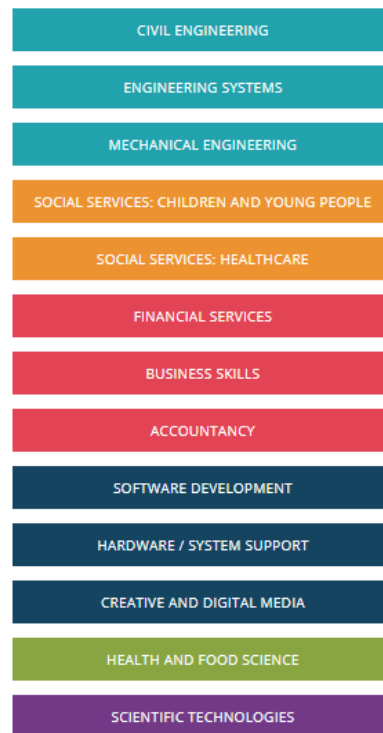 CIVIL ENGINEERING
ENGINEERING SYSTEMS
MECHANICAL ENGINEERING
SOCIAL SERVICES: CHILDREN AND YOUNG PEOPLE
SOCIAL SERVICES: HEALTHCARE
FINANCIAL SERVICES
BUSINESS SKILLS
ACCOUNTANCY
SOFTWARE DEVELOPMENT
HARDWARE / SYSTEM SUPPORT
CREATIVE AND DIGITAL MEDIA
HEALTH AND FOOD SCIENCE
SCIENTIFIC TECHNOLOGIES